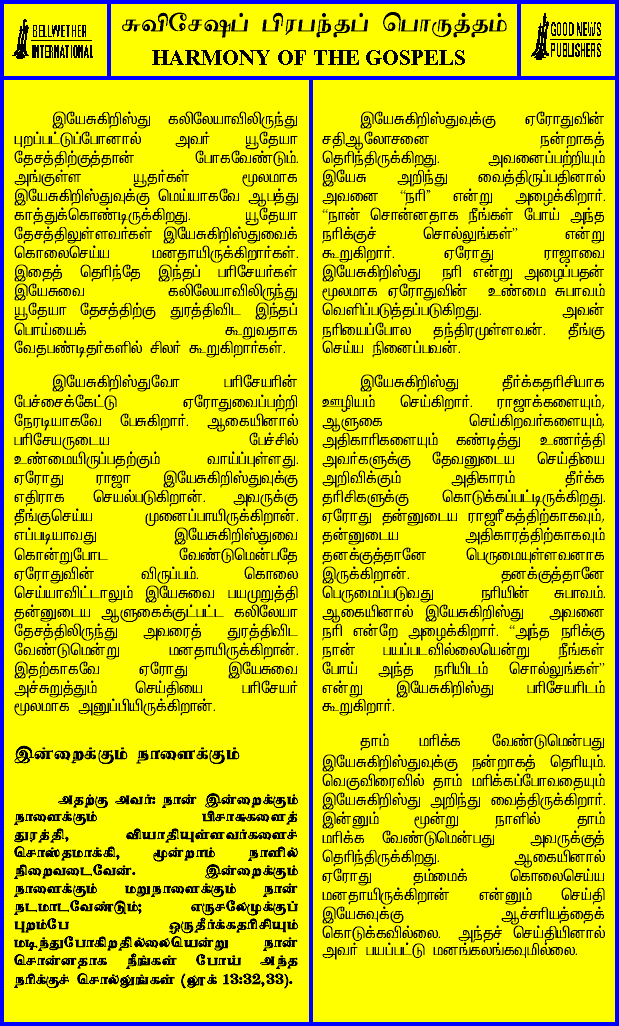 BELLWETHER
INTERNATIONAL
சுவிசேஷப் பிரபந்தப் பொருத்தம்
HARMONY OF THE GOSPELS
GOOD NEWS
PUBLISHERS
இயேசுகிறிஸ்து கலிலேயாவிலிருந்து
புறப்பட்டுப்போனால் அவர் யூதேயா
தேசத்திற்குத்தான் போகவேண்டும்.
அங்குள்ள யூதர்கள் மூலமாக
இயேசுகிறிஸ்துவுக்கு மெய்யாகவே ஆபத்து
காத்துக்கொண்டிருக்கிறது. யூதேயா
தேசத்திலுள்ளவர்கள் இயேசுகிறிஸ்துவைக்
கொலைசெய்ய மனதாயிருக்கிறார்கள்.
இதைத் தெரிந்தே இந்தப் பரிசேயர்கள்
இயேசுவை கலிலேயாவிலிருந்து
யூதேயா தேசத்திற்கு துரத்திவிட இந்தப்
பொய்யைக் கூறுவதாக
வேதபண்டிதர்களில் சிலர் கூறுகிறார்கள்.
இயேசுகிறிஸ்துவோ பரிசேயரின்
பேச்சைக்கேட்டு ஏரோதுவைப்பற்றி
நேரடியாகவே பேசுகிறார். ஆகையினால்
பரிசேயருடைய பேச்சில்
உண்மையிருப்பதற்கும் வாய்ப்புள்ளது.
ஏரோது ராஜா இயேசுகிறிஸ்துவுக்கு
எதிராக செயல்படுகிறான். அவருக்கு
தீங்குசெய்ய முனைப்பாயிருக்கிறான்.
எப்படியாவது இயேசுகிறிஸ்துவை
கொன்றுபோட வேண்டுமென்பதே
ஏரோதுவின் விருப்பம். கொலை
செய்யாவிட்டாலும் இயேசுவை பயமுறுத்தி
தன்னுடைய ஆளுகைக்குட்பட்ட கலிலேயா
தேசத்திலிருந்து அவரைத் துரத்திவிட
வேண்டுமென்று மனதாயிருக்கிறான்.
இதற்காகவே ஏரோது இயேசுவை
அச்சுறுத்தும் செய்தியை பரிசேயர்
மூலமாக அனுப்பியிருக்கிறான்.
இன்றைக்கும் நாளைக்கும்
அதற்கு அவர்: நான் இன்றைக்கும்
நாளைக்கும் பிசாசுகளைத்
துரத்தி, வியாதியுள்ளவர்களைச்
சொஸ்தமாக்கி, மூன்றாம் நாளில்
நிறைவடைவேன். இன்றைக்கும்
நாளைக்கும் மறுநாளைக்கும் நான்
நடமாடவேண்டும்; எருசலேமுக்குப்
புறம்பே ஒருதீர்க்கதரிசியும்
மடிந்துபோகிறதில்லையென்று நான்
சொன்னதாக நீங்கள் போய் அந்த
நரிக்குச் சொல்லுங்கள் (லூக் 13:32,33).
இயேசுகிறிஸ்துவுக்கு ஏரோதுவின்
சதிஆலோசனை நன்றாகத்
தெரிந்திருக்கிறது. அவனைப்பற்றியும்
இயேசு அறிந்து வைத்திருப்பதினால்
அவனை “நரி” என்று அழைக்கிறார்.
“நான் சொன்னதாக நீங்கள் போய் அந்த
நரிக்குச் சொல்லுங்கள்” என்று
கூறுகிறார். ஏரோது ராஜாவை
இயேசுகிறிஸ்து நரி என்று அழைப்பதன்
மூலமாக ஏரோதுவின் உண்மை சுபாவம்
வெளிப்படுத்தப்படுகிறது. அவன்
நரியைப்போல தந்திரமுள்ளவன். தீங்கு
செய்ய நினைப்பவன்.
இயேசுகிறிஸ்து தீர்க்கதரிசியாக
ஊழியம் செய்கிறார். ராஜாக்களையும்,
ஆளுகை செய்கிறவர்களையும்,
அதிகாரிகளையும் கண்டித்து உணர்த்தி
அவர்களுக்கு தேவனுடைய செய்தியை
அறிவிக்கும் அதிகாரம் தீர்க்க
தரிசிகளுக்கு கொடுக்கப்பட்டிருக்கிறது.
ஏரோது தன்னுடைய ராஜரீகத்திற்காகவும்,
தன்னுடைய அதிகாரத்திற்காகவும்
தனக்குத்தானே பெருமையுள்ளவனாக
இருக்கிறான். தனக்குத்தானே
பெருமைப்படுவது நரியின் சுபாவம்.
ஆகையினால் இயேசுகிறிஸ்து அவனை
நரி என்றே அழைக்கிறார். “அந்த நரிக்கு
நான் பயப்படவில்லையென்று நீங்கள்
போய் அந்த நரியிடம் சொல்லுங்கள்”
என்று இயேசுகிறிஸ்து பரிசேயரிடம்
கூறுகிறார்.
தாம் மரிக்க வேண்டுமென்பது
இயேசுகிறிஸ்துவுக்கு நன்றாகத் தெரியும்.
வெகுவிரைவில் தாம் மரிக்கப்போவதையும்
இயேசுகிறிஸ்து அறிந்து வைத்திருக்கிறார்.
இன்னும் மூன்று நாளில் தாம்
மரிக்க வேண்டுமென்பது அவருக்குத்
தெரிந்திருக்கிறது. ஆகையினால்
ஏரோது தம்மைக் கொலைசெய்ய
மனதாயிருக்கிறான் என்னும் செய்தி
இயேசுவுக்கு ஆச்சரியத்தைக்
கொடுக்கவில்லை. அந்தச் செய்தியினால்
அவர் பயப்பட்டு மனங்கலங்கவுமில்லை.